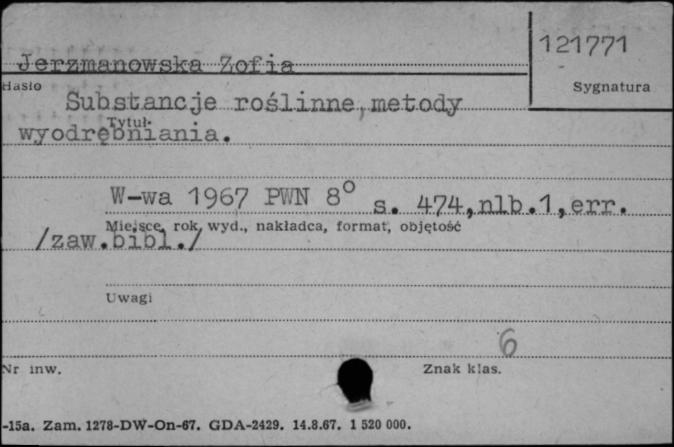 Jerzmanowska Zofia
121771
Hasło
Sygnatura
Substancje roślinne, metody
Tytuł
wyodrębniania.
W-wa 1967 PWN 8° s. 474, nlb.1, err.
Miejsce, rok, wyd., nakładca, format, objętość
/zaw.bibl./
Uwagi
6
Nr inw.
Znak klas.
-15a. Zam. 1278-DW-On-67. GDA-2429. 14.8.67. 1 520 000.